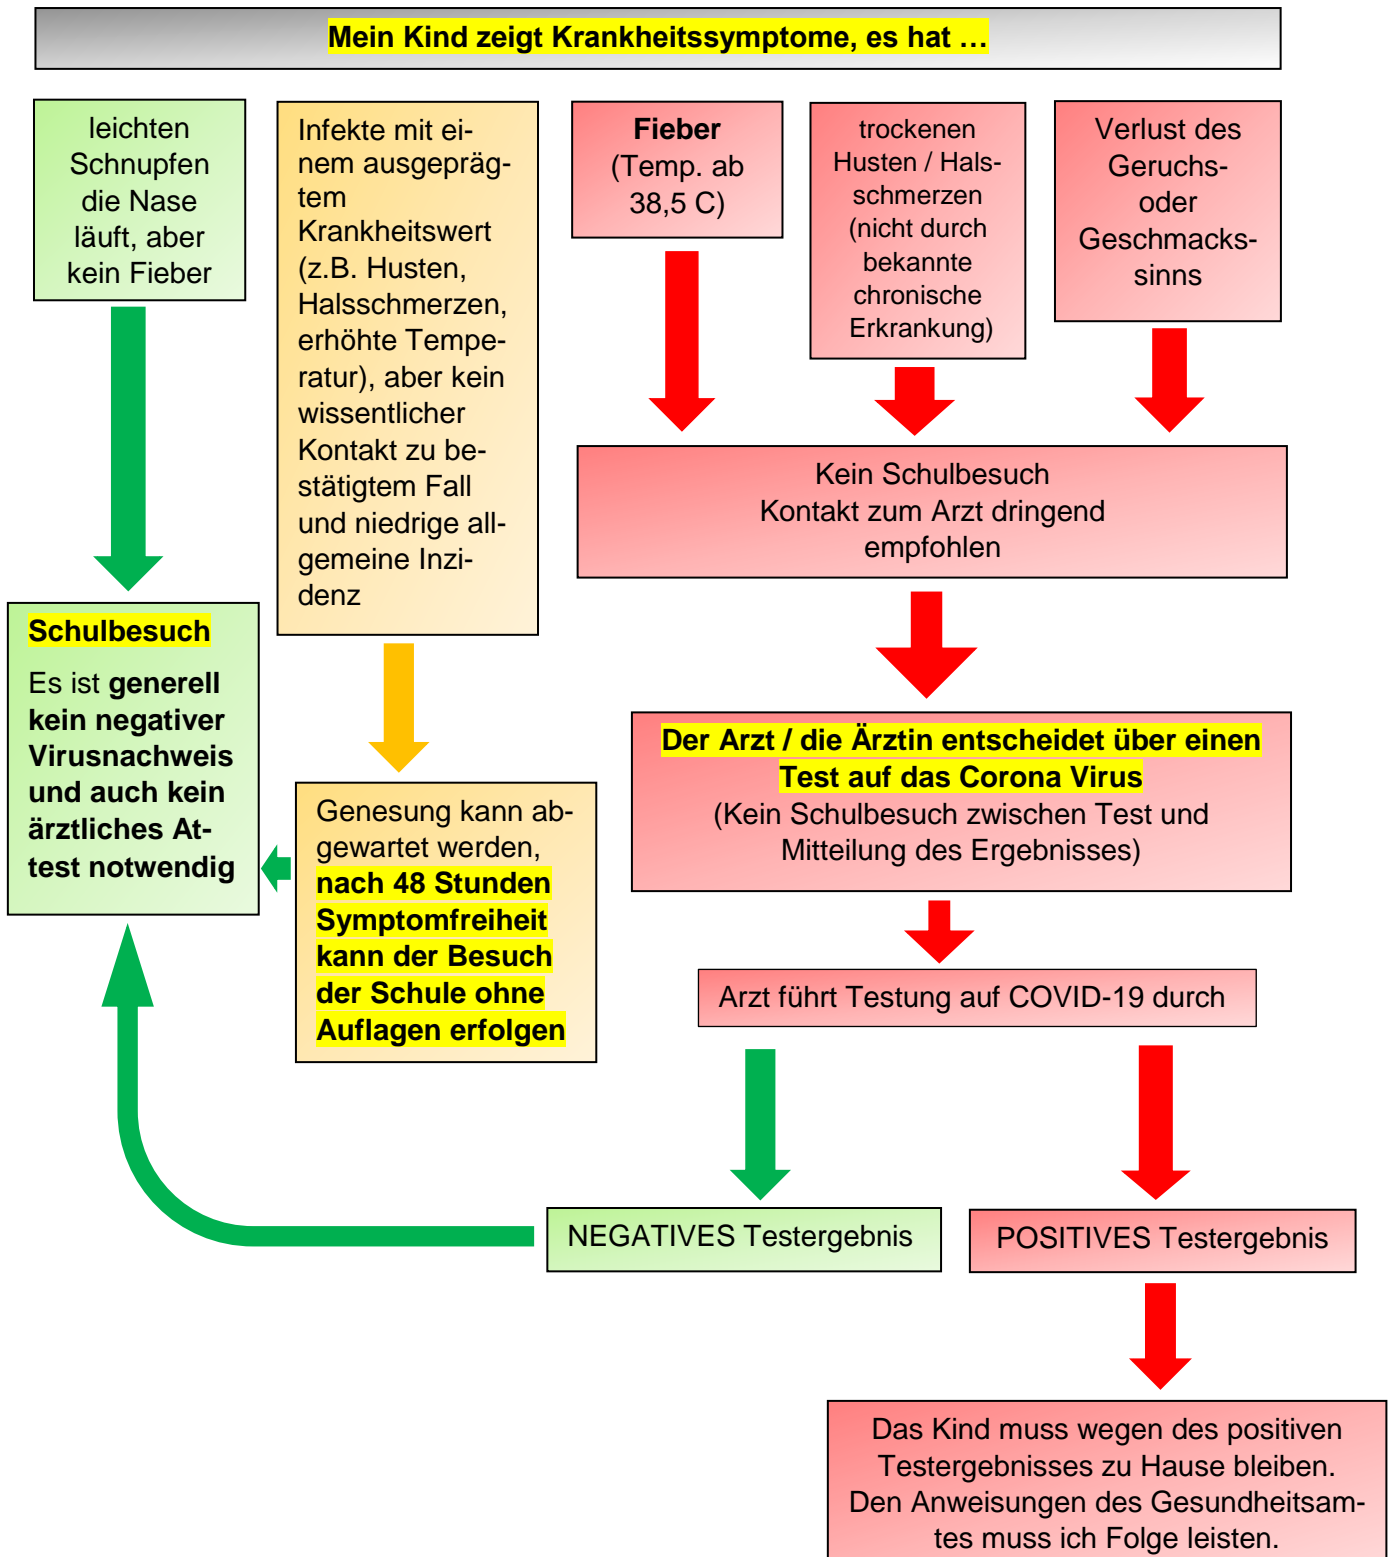 Mein Kind zeigt Krankheitssymptome, es hat …
leichten
Schnupfen
die Nase
läuft, aber
kein Fieber
Infekte mit ei-
nem ausgepräg-
tem
Krankheitswert
(z.B. Husten,
Halsschmerzen,
erhöhte Tempe-
ratur), aber kein
wissentlicher
Kontakt zu be-
stätigtem Fall
und niedrige all-
gemeine Inzi-
denz
Fieber
(Temp. ab
38,5 C)
trockenen
Husten / Hals-
schmerzen
(nicht durch
bekannte
chronische
Erkrankung)
Verlust des
Geruchs-
oder
Geschmacks-
sinns
Kein Schulbesuch
Kontakt zum Arzt dringend
empfohlen
Schulbesuch
Es ist generell
kein negativer
Virusnachweis
und auch kein
ärztliches At-
test notwendig
Genesung kann ab-
gewartet werden,
nach 48 Stunden
Symptomfreiheit
kann der Besuch
der Schule ohne
Auflagen erfolgen
Der Arzt / die Ärztin entscheidet über einen
Test auf das Corona Virus
(Kein Schulbesuch zwischen Test und
Mitteilung des Ergebnisses)
Arzt führt Testung auf COVID-19 durch
NEGATIVES Testergebnis
POSITIVES Testergebnis
Das Kind muss wegen des positiven
Testergebnisses zu Hause bleiben.
Den Anweisungen des Gesundheitsam-
tes muss ich Folge leisten.